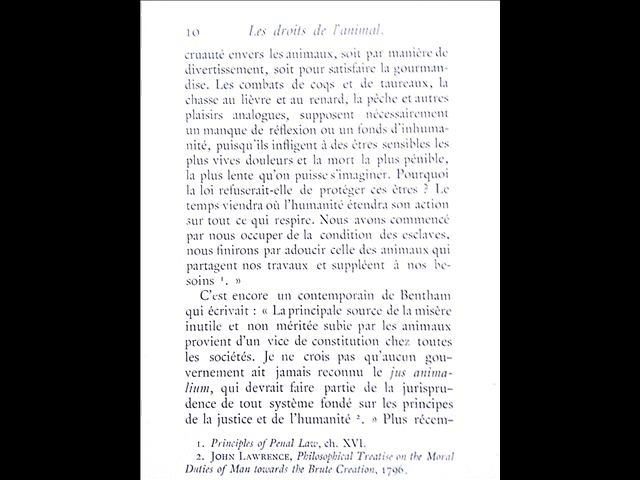 10 Les droits de l'animal.
cruauté envers les animaux, soit par manière de
divertissement, soit pour satisfaire la gourman-
dise. Les combats de coqs et de taureaux, la
chasse au lièvre et au renard, la pêche et autres
plaisirs analogues, supposent nécessairement
un manque de réflexion ou un fonds d'inhuma-
nité, puisqu'ils infligent à des êtres sensibles les
plus vives douleurs et la mort la plus pénible,
la plus lente qu'on puisse s'imaginer. Pourquoi
la loi refuserait-elle de protéger ces êtres ? Le
temps viendra où l'humanité étendra son action
sur tout ce qui respire. Nous avons commencé
par nous occuper de la condition des esclaves,
nous finirons par adoucir celle des animaux qui
partagent nos travaux et suppléent à nos be-
soins 1. »
C'est encore un contemporain de Bentham
qui écrivait : « La principale source de la misère
inutile et non méritée subie par les animaux
provient d'un vice de constitution chez toutes
les sociétés. Je ne crois pas qu'aucun gou-
vernement ait jamais reconnu le jus anima-
lium, qui devrait faire partie de la jurispru-
dence de tout système fondé sur les principes
de la justice et de l'humanité 2. » Plus récem-
1. Principles of Penal Law, ch. XVI.
2. JOHN LAWRENCE, Philosophical Treatise on the Moral
Duties of Man towards the Brute Creation, 1796.